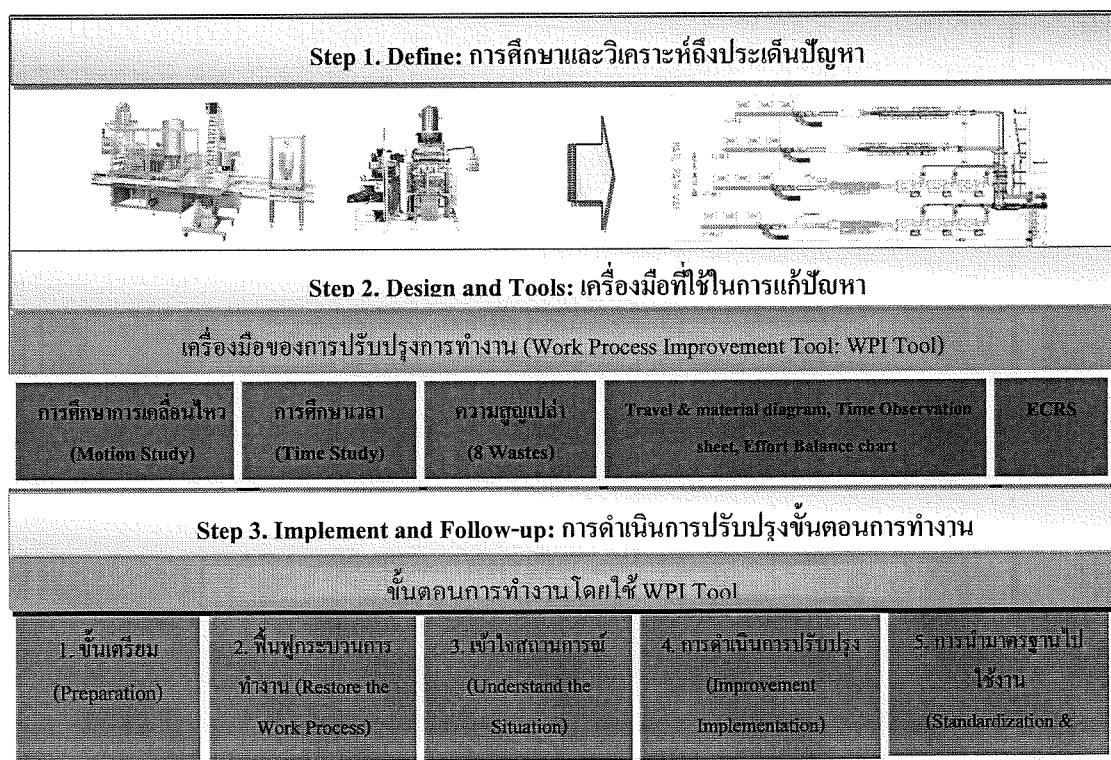 Step 1. Define: การศึกษาและวิเคราะห์ถึงประเด็นปัญหา
Step 2. Design and Tools: เครื่องมือที่ใช้ในการแก้ปัญหา
เครื่องมือของการปรับปรุงการทำงาน (Work Process Improvement Tool: WPI Tool)
การศึกษาการเคลื่อนไหว
(Motion Study)
การศึกษาเวลา
(Time Study)
ความสูญเปล่า
(8 Wastes)
Travel & material diagram, Time Observation
sheet, Effort Balance chart
ECRS
Step 3. Implement and Follow-up: การดำเนินการปรับปรุงขั้นตอนการทำงาน
ขั้นตอนการทำงานโดยใช้ WPI Tool
1. ขั้นเตรียม
(Preparation)
2. ฟื้นฟูกระบวนการ
ทำงาน (Restore the
Work Process)
3. เข้าใจสถานการณ์
(Understand the
Situation)
4. การดำเนินการปรับปรุง
(Improvement
Implementation)
5. การนำมาตรฐานไป
ใช้งาน
(Standardization &